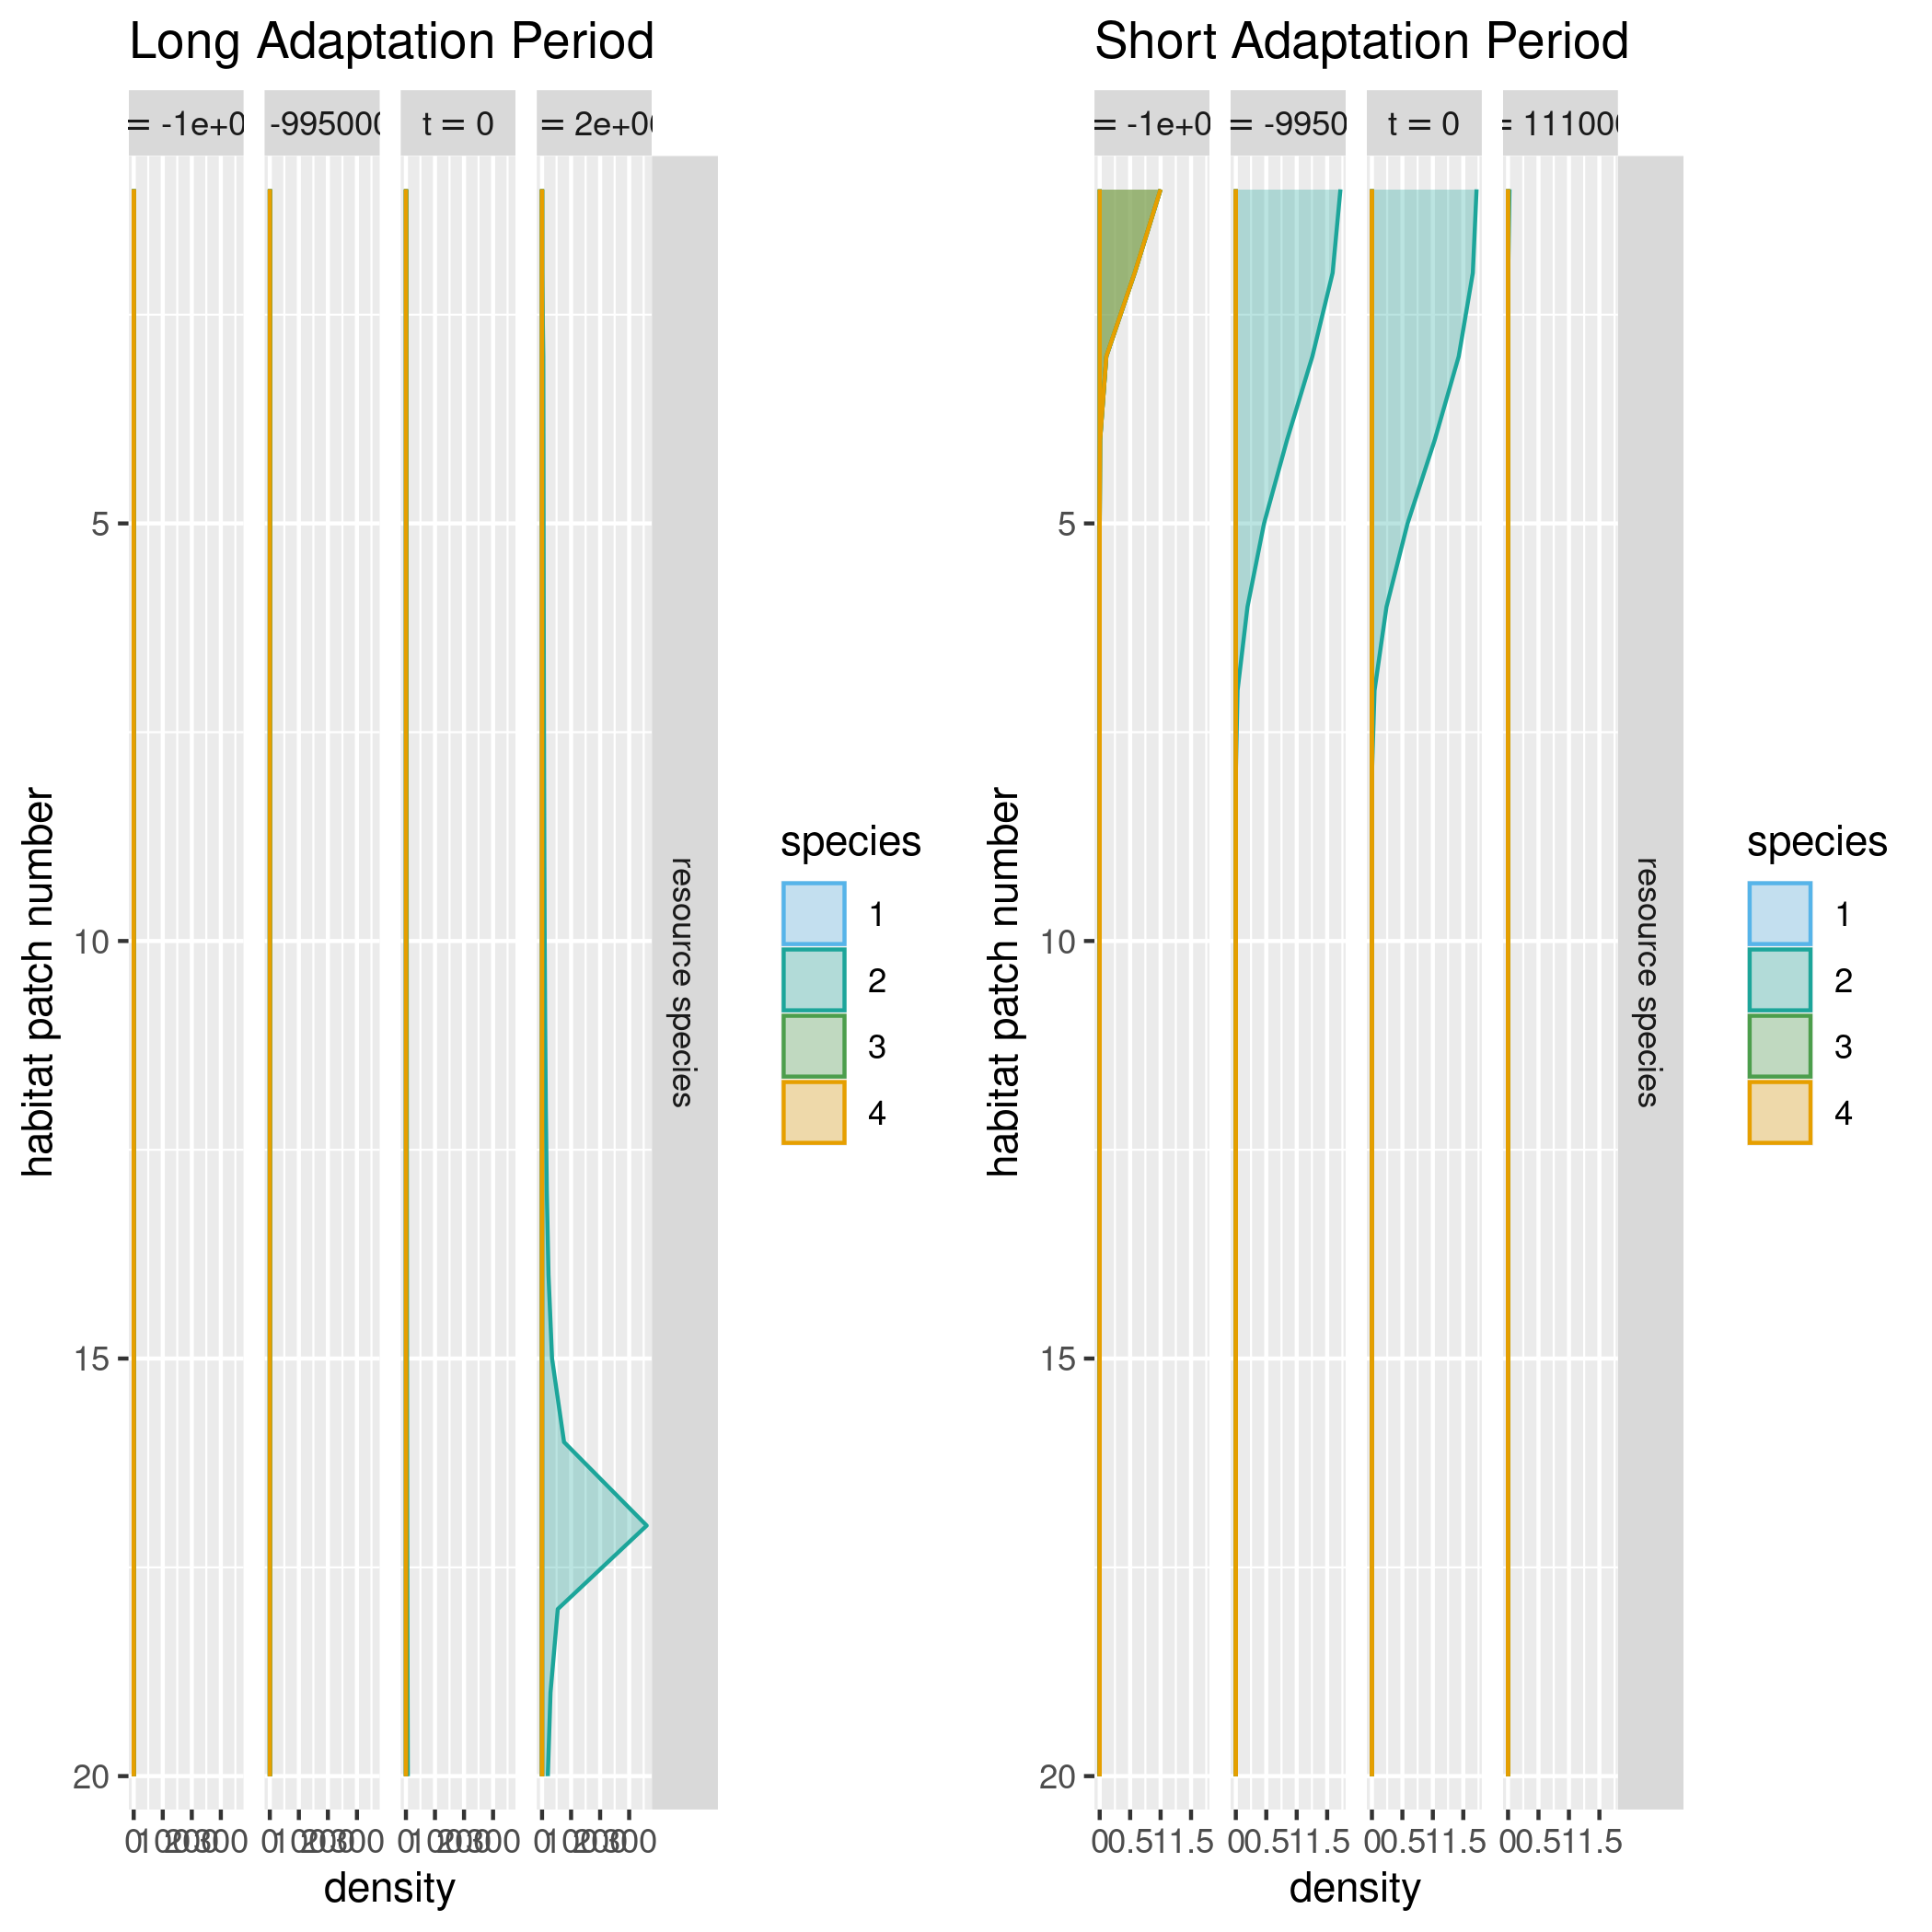 Long Adaptation Period
= -1e+0
-995000
t = 0
= 2e+00
habitat patch number
5
10
15
20
resource species
density
species
1
2
3
4
Short Adaptation Period
= -1e+0
= -9950
t = 0
= 111000
habitat patch number
5
10
15
20
00.511.5
00.511.5
00.511.5
00.511.5
resource species
density
species
1
2
3
4